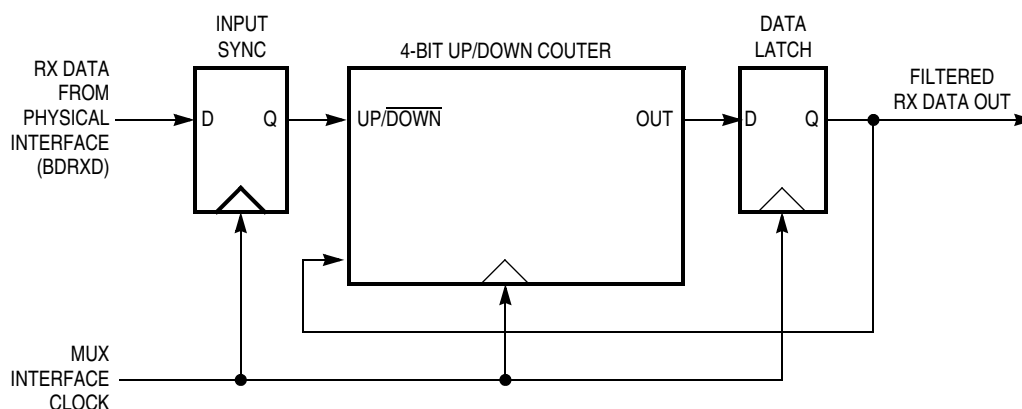 INPUT
SYNC
4-BIT UP/DOWN COUTER
DATA
LATCH
RX DATA
FROM
PHYSICAL
INTERFACE
(BDRXD)
D
Q
UP/DOWN
OUT
D
Q
FILTERED
RX DATA OUT
MUX
INTERFACE
CLOCK